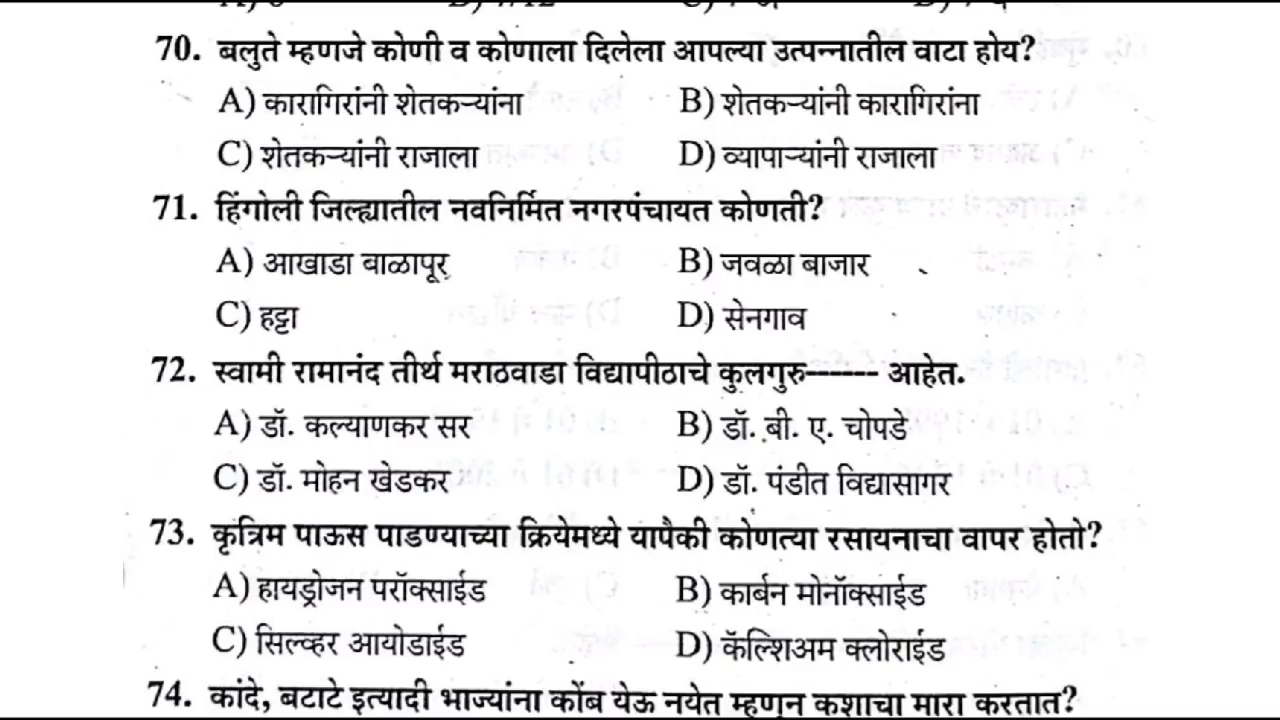 70. बलुते म्हणजे कोणी व कोणाला दिलेला आपल्या उत्पन्नातील वाटा होय?
A) कारागिरांनी शेतकऱ्यांना B) शेतकऱ्यांनी कारागिरांना
C) शेतकऱ्यांनी राजाला D) व्यापाऱ्यांनी राजाला
71. हिंगोली जिल्ह्यातील नवनिर्मित नगरपंचायत कोणती?
A) आखाडा बाळापूर B) जवळा बाजार
C) हट्टा D) सेनगाव
72. स्वामी रामानंद तीर्थ मराठवाडा विद्यापीठाचे कुलगुरु------ आहेत.
A) डॉ. कल्याणकर सर B) डॉ. बी. ए. चोपडे
C) डॉ. मोहन खेडकर D) डॉ. पंडीत विद्यासागर
73. कृत्रिम पाऊस पाडण्याच्या क्रियेमध्ये यापैकी कोणत्या रसायनाचा वापर होतो?
A) हायड्रोजन परॉक्साईड B) कार्बन मोनॉक्साईड
C) सिल्व्हर आयोडाईड D) कॅल्शिअम क्लोराईड
74. कांदे, बटाटे इत्यादी भाज्यांना कोंब येऊ नयेत म्हणून कशाचा मारा करतात?